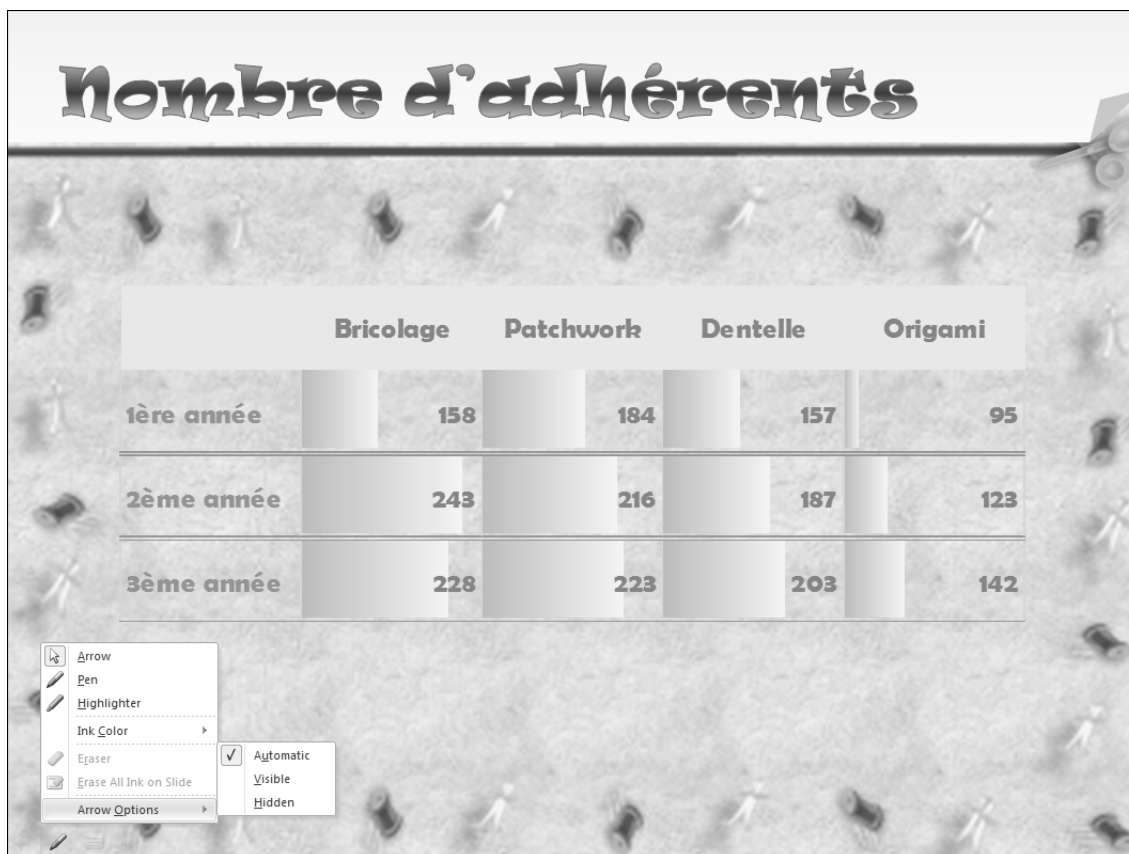 Nombre d'adhérents
Bricolage Patchwork Dentelle Origami
1ère année 158 184 157 95
2ème année 243 216 187 123
3ème année 228 223 203 142
Arrow
Pen
Highlighter
Ink Color
Eraser
Erase All Ink on Slide
Arrow Options
Automatic
Visible
Hidden